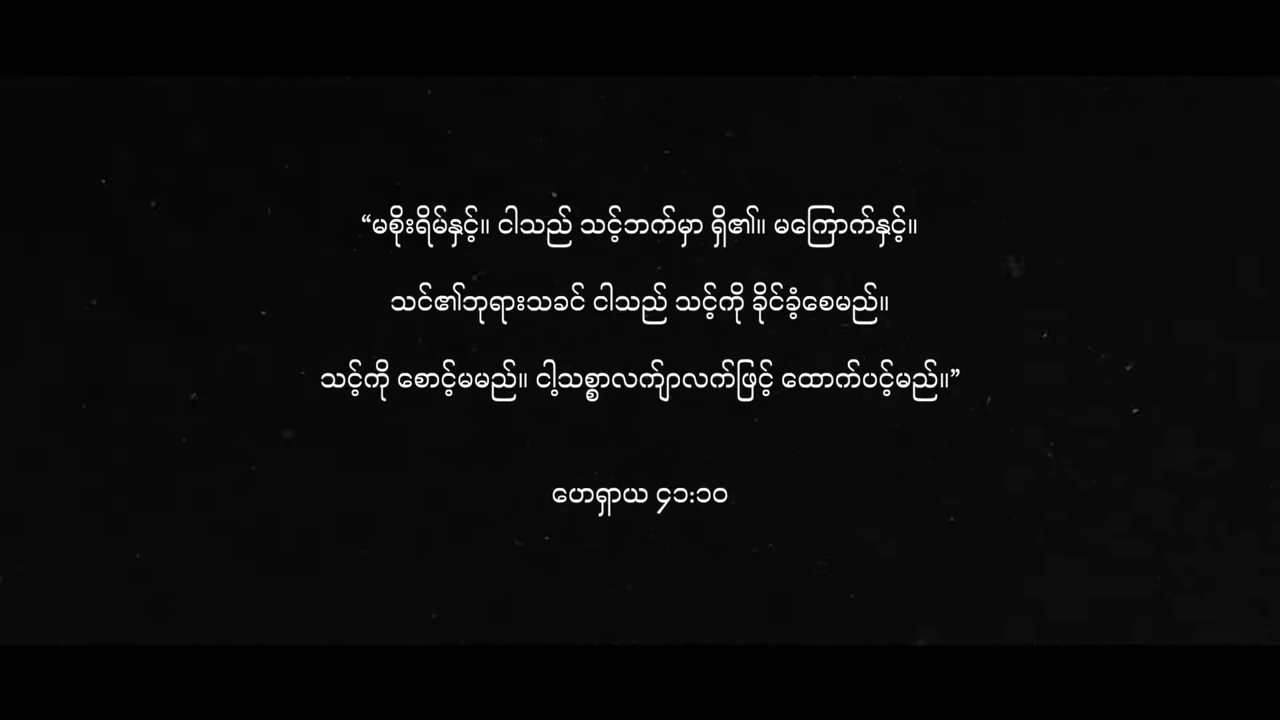 “မစိုးရိမ်နှင့်။ ငါသည် သင့်ဘက်မှာ ရှိ၏။ မကြောက်နှင့်။
သင်၏ဘုရားသခင် ငါသည် သင့်ကို ခိုင်ခံ့စေမည်။
သင့်ကို စောင့်မမည်။ ငါ့သစ္စာလက်ျာလက်ဖြင့် ထောက်ပင့်မည်။”
ဟေရှာယ ၄၁:၁၀